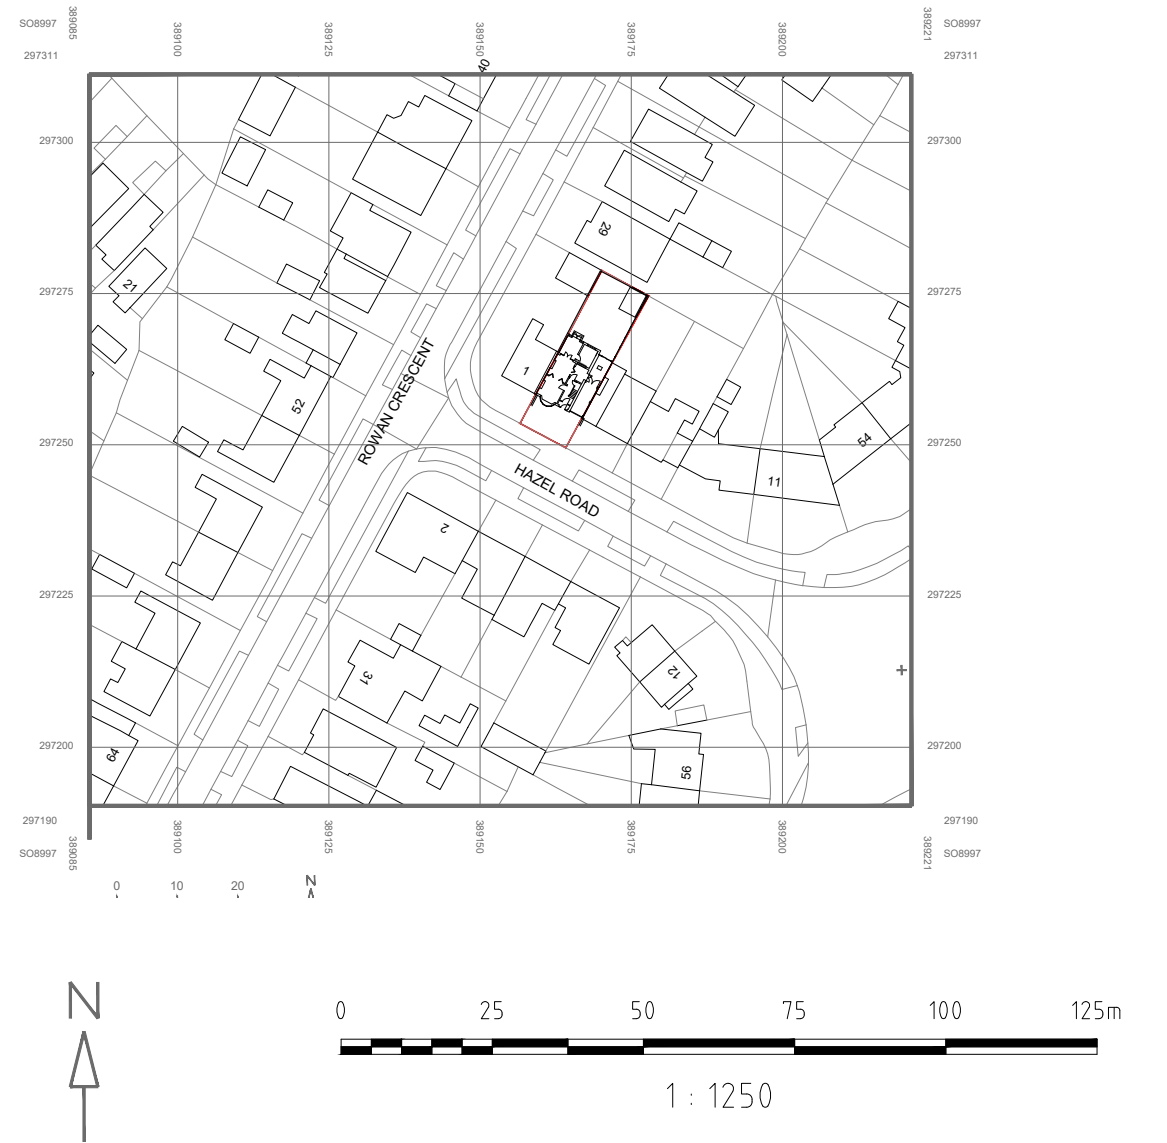 SO8997 389085 389100 389125 389150 389175 389200 389221 SO8997
297311 297311
40
297300 297300
29
21
297275 297275
1
ROWAN CRESCENT
52
54
297250 297250
HAZEL ROAD
11
2
297225 297225
12
31
297200 297200
64
56
297190 297190
SO8997 389085 389100 389125 389150 389175 389200 389221 SO8997
0 10 20 N
N
0 25 50 75 100 125m
1 : 1250